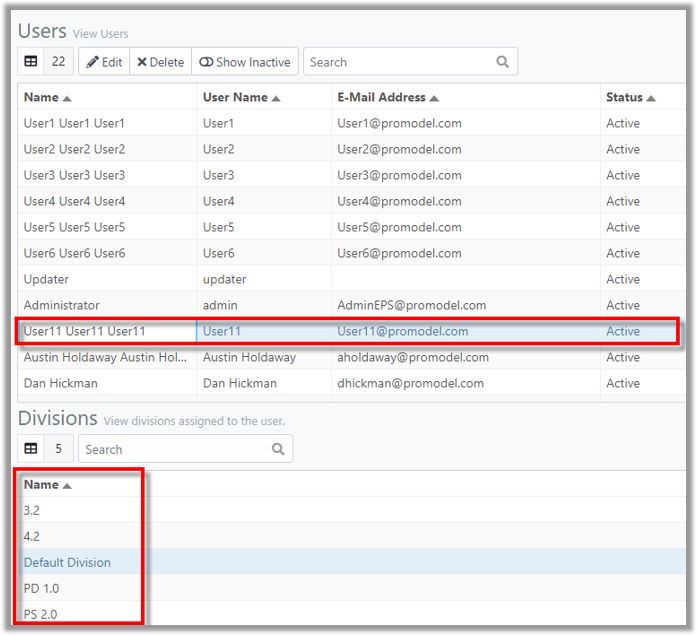 Users View Users
22 Edit Delete Show Inactive Search
Name User Name E-Mail Address Status
User1 User1 User1 User1 User1@promodel.com Active
User2 User2 User2 User2 User2@promodel.com Active
User3 User3 User3 User3 User3@promodel.com Active
User4 User4 User4 User4 User4@promodel.com Active
User5 User5 User5 User5 User5@promodel.com Active
User6 User6 User6 User6 User6@promodel.com Active
Updater updater Active
Administrator admin AdminEPS@promodel.com Active
User11 User11 User11 User11 User11@promodel.com Active
Austin Holdaway Austin Hol... Austin Holdaway aholdaway@promodel.com Active
Dan Hickman Dan Hickman dhickman@promodel.com Active
Divisions View divisions assigned to the user.
5 Search
Name
3.2
4.2
Default Division
PD 1.0
PS 2.0